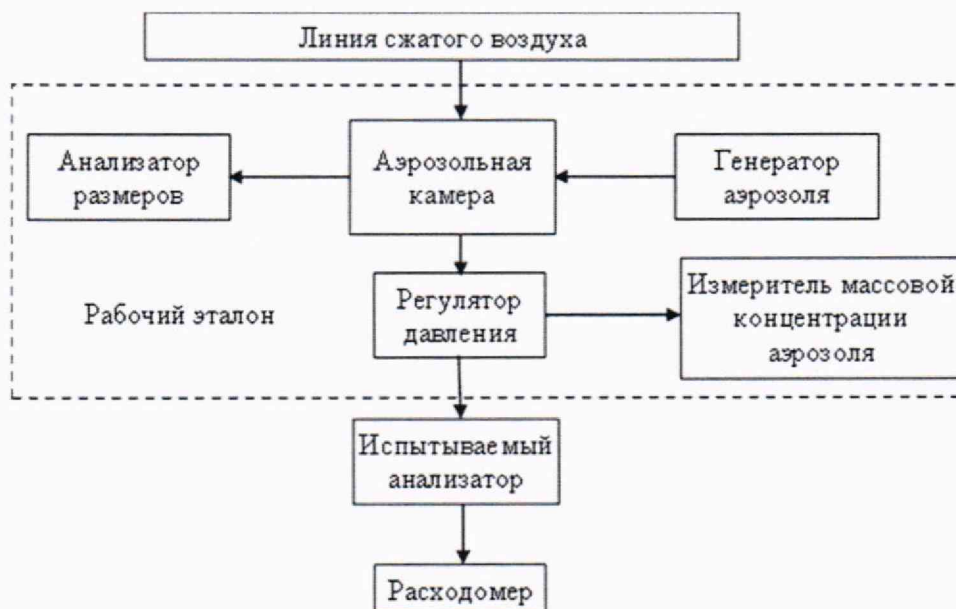 Линия сжатого воздуха
Анализатор
размеров
Аэрозольная
камера
Генератор
аэрозоля
Рабочий эталон
Регулятор
давления
Измеритель массовой
концентрации
аэрозоля
Испытываемый
анализатор
Расходомер